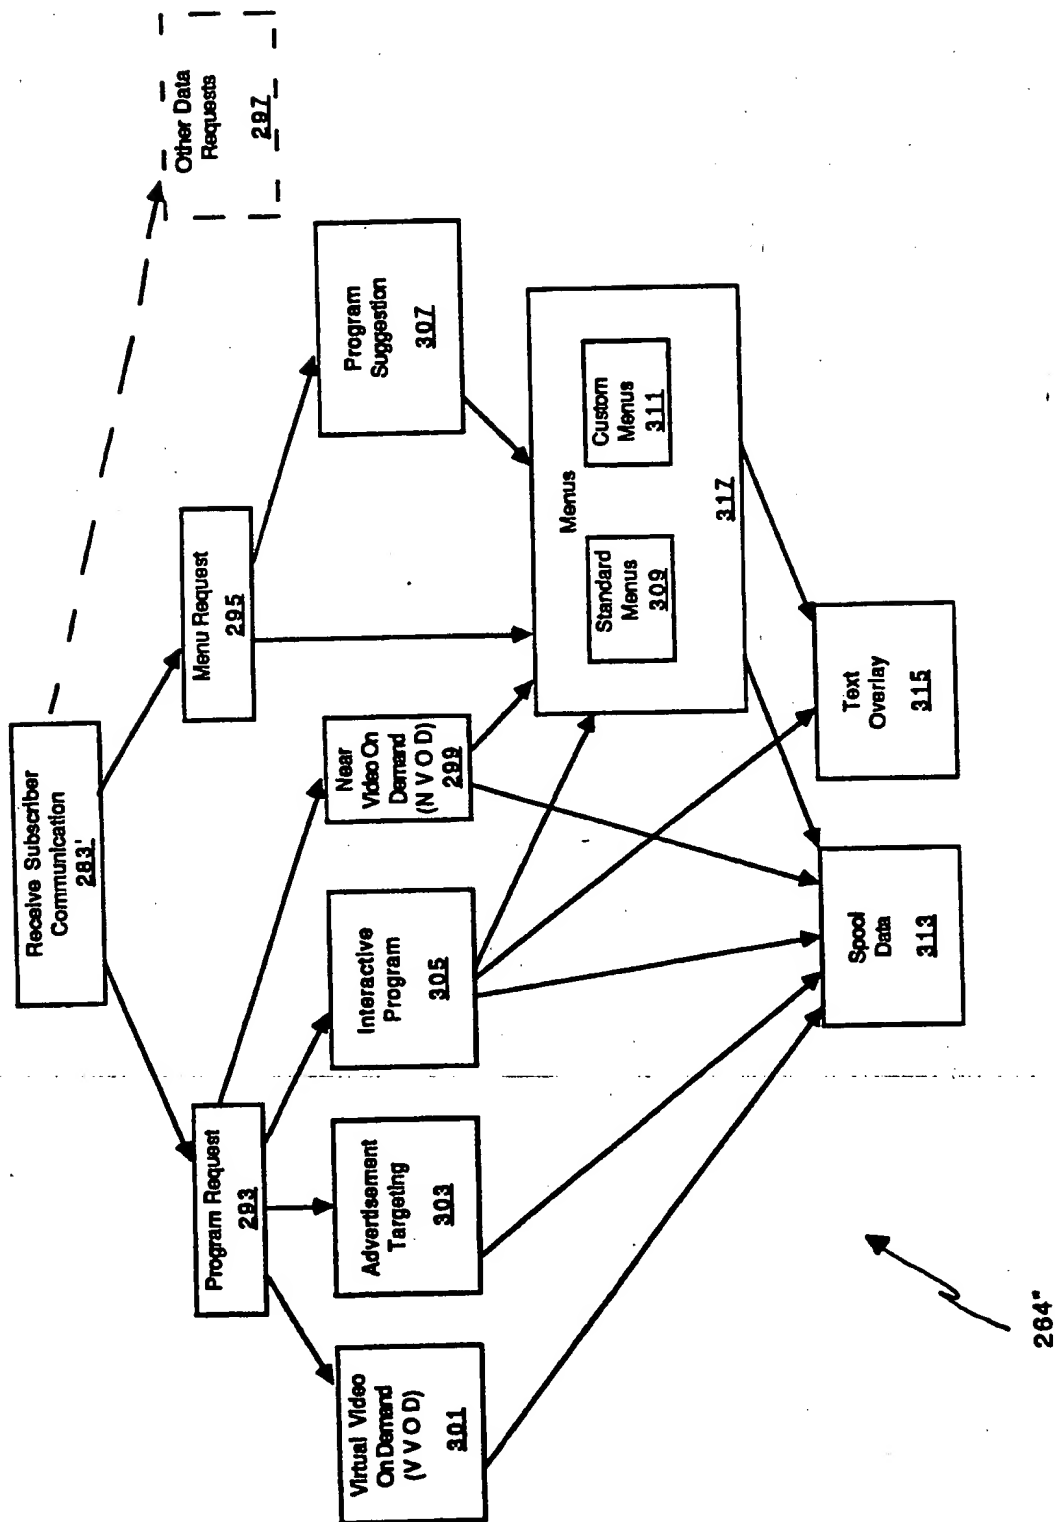 Receive Subscriber
Communication
283'
Other Data
Requests
297
Program Request
293
Menu Request
295
Virtual Video
On Demand
(V V O D)
301
Advertisement
Targeting
303
Interactive
Program
305
Near
Video On
Demand
(N V O D)
299
Program
Suggestion
307
Menus
Standard
Menus
309
Custom
Menus
311
317
Spool
Data
313
Text
Overlay
315
264"